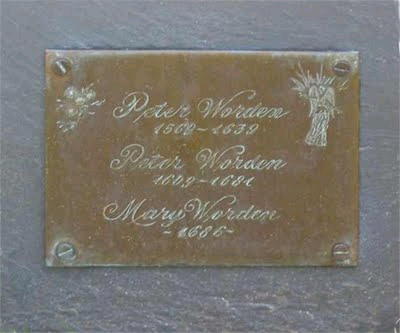 Peter Worden
1569-1639
Peter Worden
1609-1681
Mary Worden
-1686-